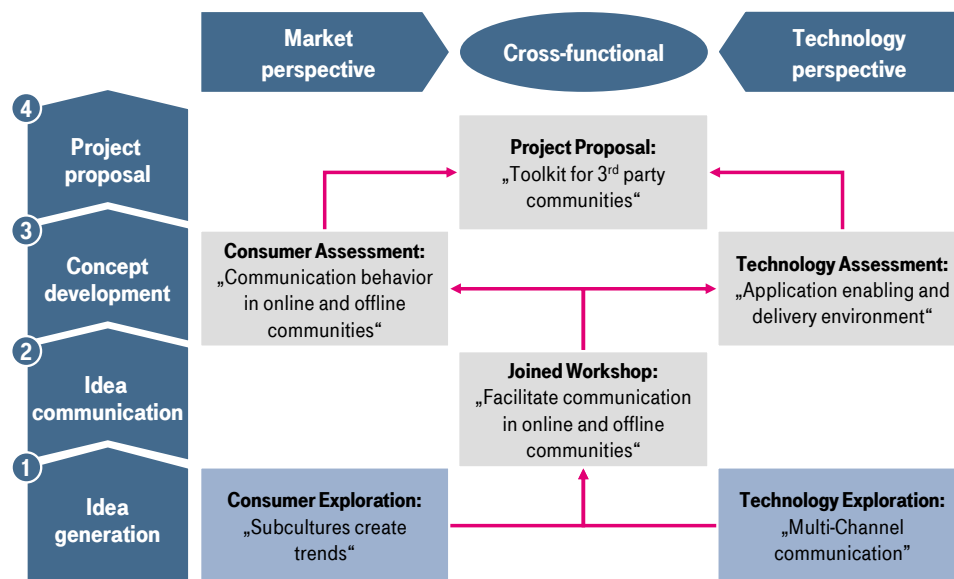 Market
perspective
Cross-functional
Technology
perspective
4
Project
proposal
Project Proposal:
„Toolkit for 3rd party
communities“
3
Concept
development
Consumer Assessment:
„Communication behavior
in online and offline
communities“
Technology Assessment:
„Application enabling and
delivery environment“
2
Idea
communication
Joined Workshop:
„Facilitate communication
in online and offline
communities“
1
Idea
generation
Consumer Exploration:
„Subcultures create
trends“
Technology Exploration:
„Multi-Channel
communication”